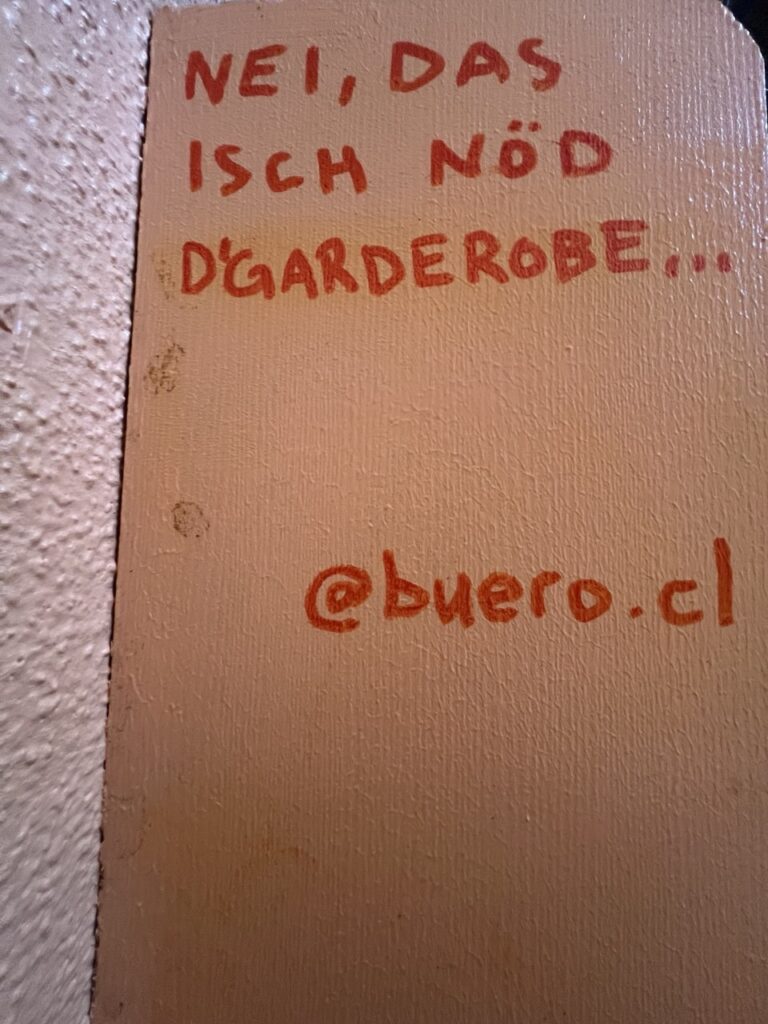 NEI, DAS
ISCH NÖD
D'GARDEROBE...
@buero.cl